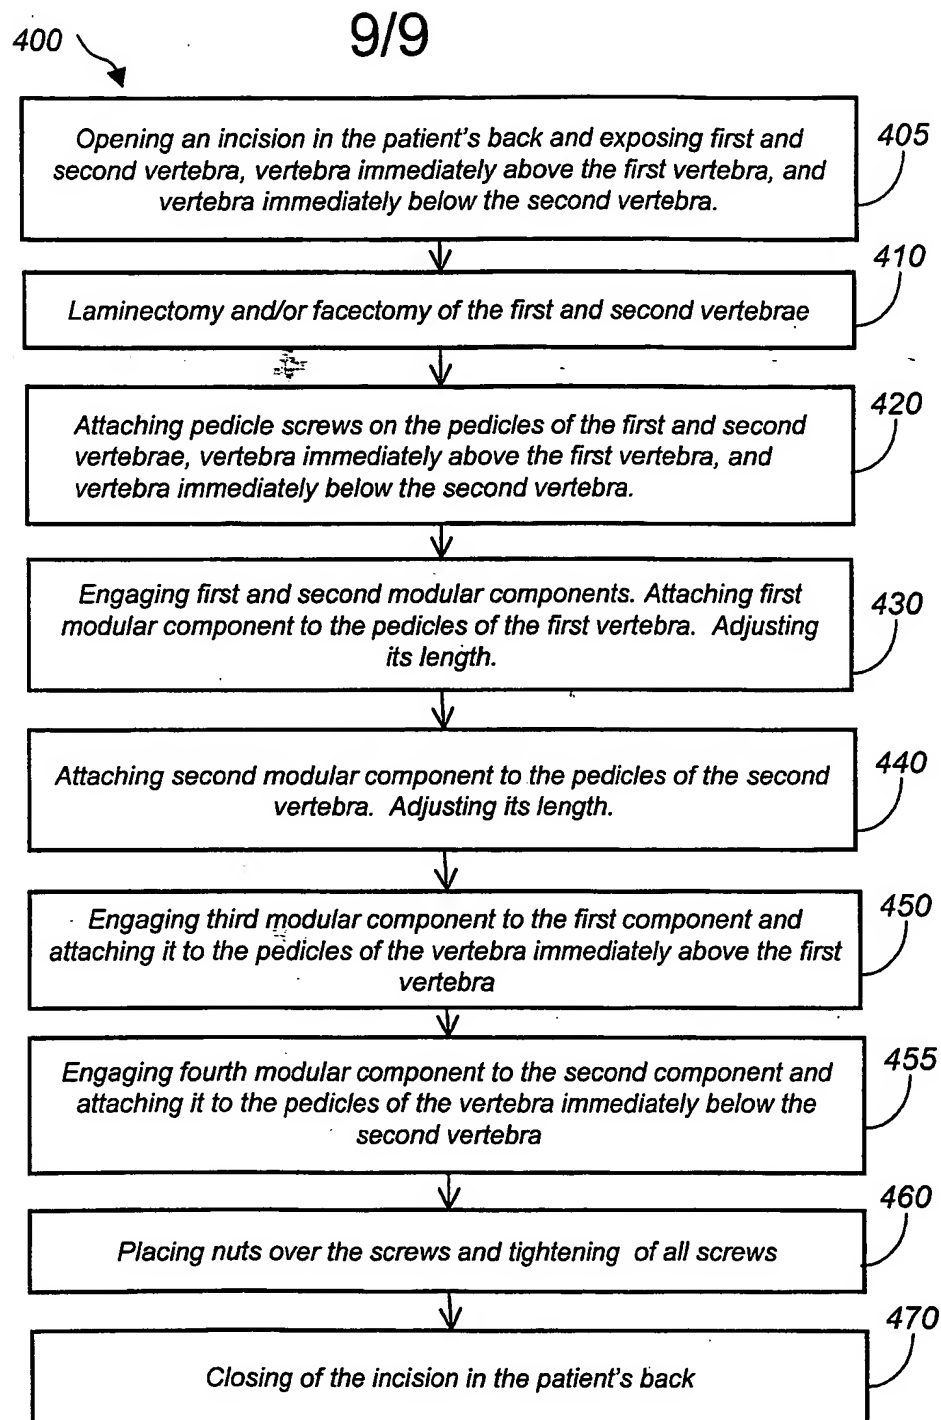 9/9
400
Opening an incision in the patient's back and exposing first and
second vertebra, vertebra immediately above the first vertebra, and
vertebra immediately below the second vertebra.
405
410
Laminectomy and/or facectomy of the first and second vertebrae
420
Attaching pedicle screws on the pedicles of the first and second
vertebrae, vertebra immediately above the first vertebra, and
vertebra immediately below the second vertebra.
Engaging first and second modular components. Attaching first
modular component to the pedicles of the first vertebra. Adjusting
its length.
430
440
Attaching second modular component to the pedicles of the second
vertebra. Adjusting its length.
450
Engaging third modular component to the first component and
attaching it to the pedicles of the vertebra immediately above the first
vertebra
455
Engaging fourth modular component to the second component and
attaching it to the pedicles of the vertebra immediately below the
second vertebra
460
Placing nuts over the screws and tightening of all screws
470
Closing of the incision in the patient's back